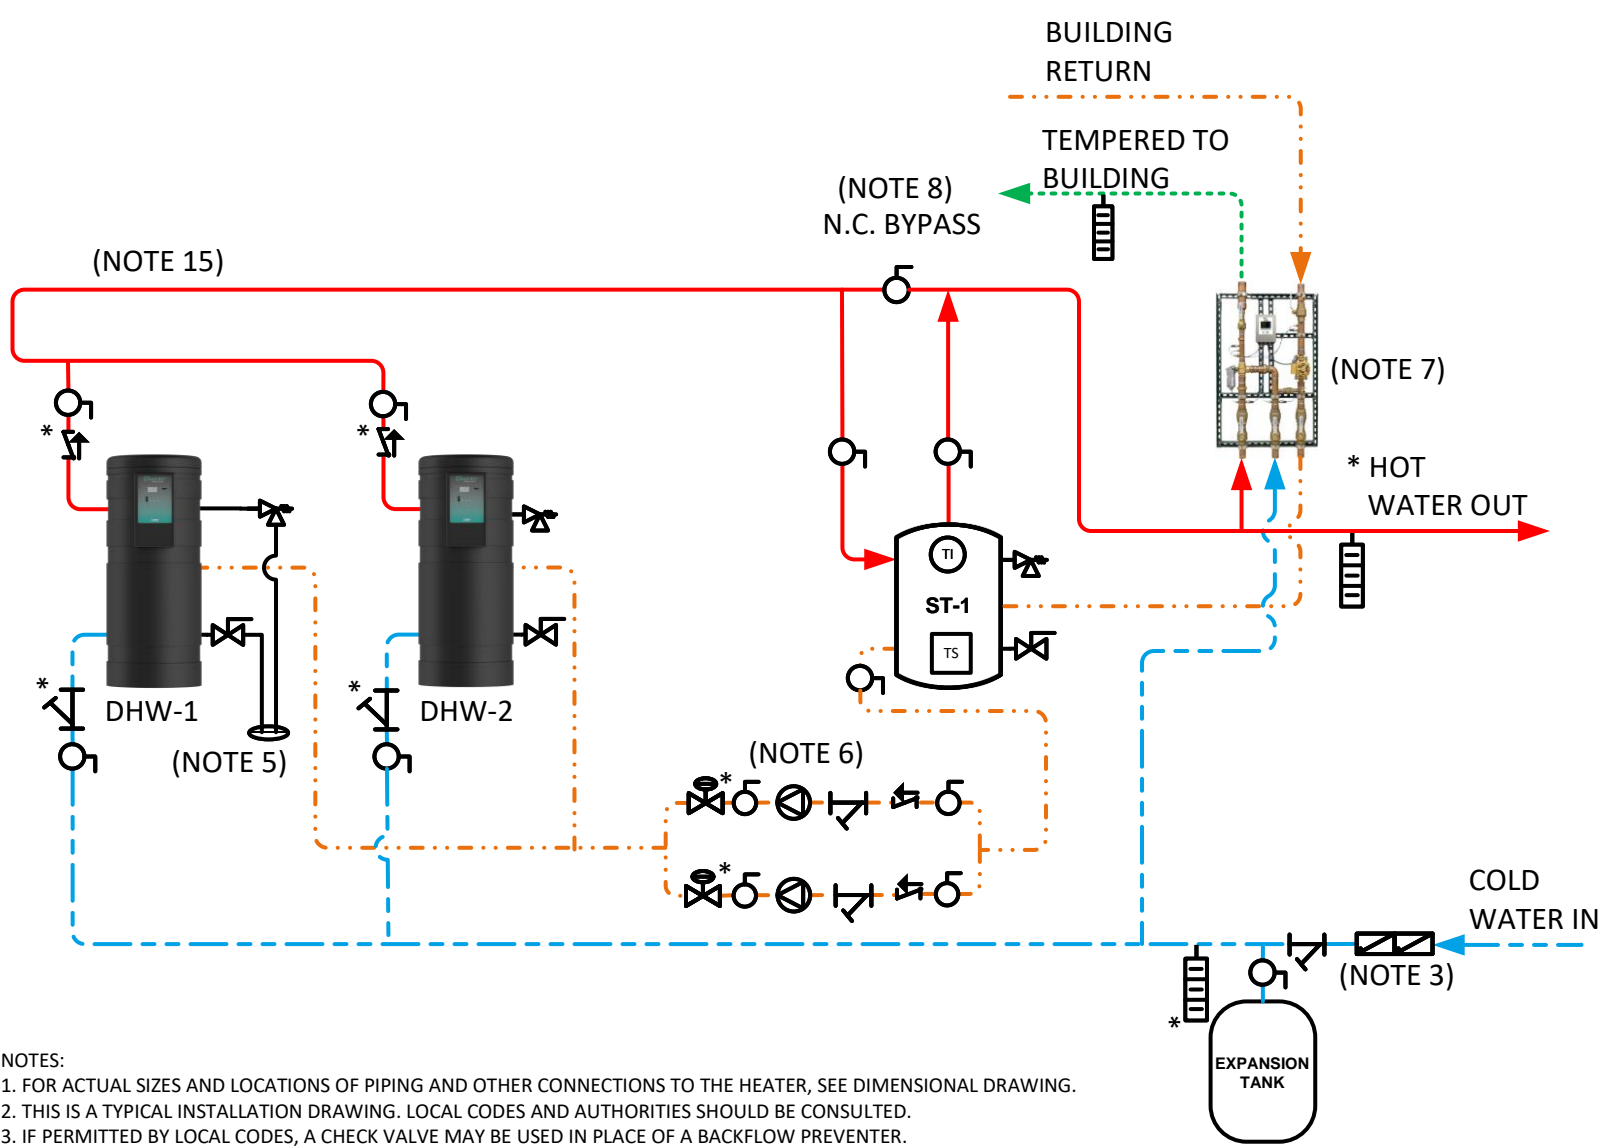 BUILDING
RETURN
TEMPERED TO
BUILDING
(NOTE 8)
N.C. BYPASS
(NOTE 15)
(NOTE 7)
* HOT
WATER OUT
*
*
TI
ST-1
TS
*
*
DHW-1
DHW-2
(NOTE 5)
(NOTE 6)
*
*
COLD
WATER IN
(NOTE 3)
*
EXPANSION
TANK
NOTES:
1. FOR ACTUAL SIZES AND LOCATIONS OF PIPING AND OTHER CONNECTIONS TO THE HEATER, SEE DIMENSIONAL DRAWING.
2. THIS IS A TYPICAL INSTALLATION DRAWING. LOCAL CODES AND AUTHORITIES SHOULD BE CONSULTED.
3. IF PERMITTED BY LOCAL CODES, A CHECK VALVE MAY BE USED IN PLACE OF A BACKFLOW PREVENTER.